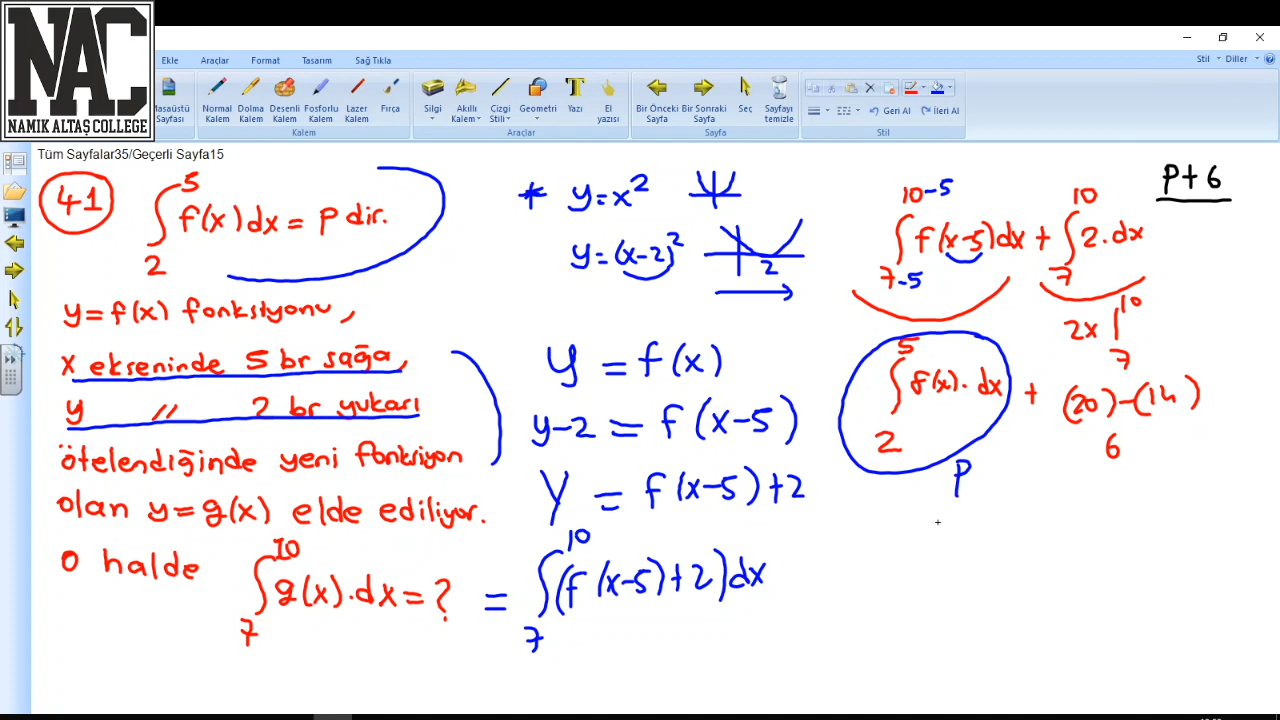 NAC
NAMIK ALTAŞ COLLEGE
Ekle Araçlar Format Tasarım Sağ Tıkla
Stil Diller
Masaüstü Sayfası
Normal Kalem
Dolma Kalem
Desenli Kalem
Fosforlu Kalem
Lazer Kalem
Fırça
Silgi
Akıllı Kalem
Çizgi Stili
Geometri
Yazı
El yazısı
Bir Önceki Sayfa
Bir Sonraki Sayfa
Seç
Sayfayı temizle
Geri Al
İleri Al
Kalem Araçlar Sayfa Stil
Tüm Sayfalar35/Geçerli Sayfa15
41 ∫₂⁵ f(x)dx = p dir.
y=f(x) fonksiyonu,
x ekseninde 5 br sağa,
y // 2 br yukarı
ötelendiğinde yeni fonksiyon
olan y=g(x) elde ediliyor.
O halde ∫₇¹⁰ g(x).dx=?
* y=x²
y=(x-2)²
2
y = f(x)
y-2 = f(x-5)
y = f(x-5)+2
= ∫₇¹⁰ (f(x-5)+2)dx
P+6
∫₇₋₅¹⁰⁻⁵ f(x-5)dx + ∫₇¹⁰ 2.dx
2x |₇¹⁰
∫₂⁵ f(x).dx + (20)-(14)
P 6